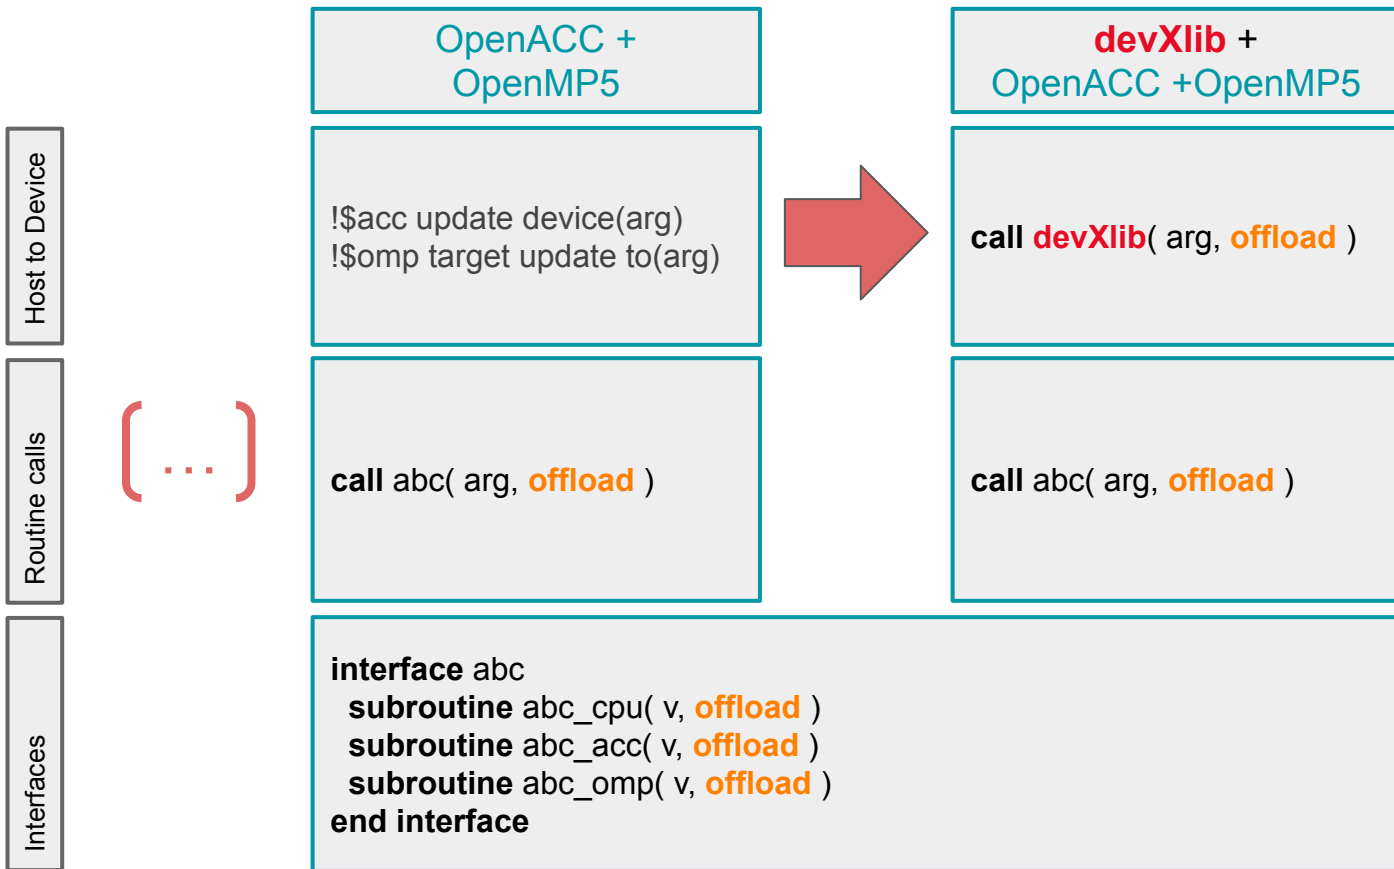 OpenACC +
OpenMP5
devXlib +
OpenACC +OpenMP5
Host to Device
!$acc update device(arg)
!$omp target update to(arg)
call devXlib( arg, offload )
Routine calls
[ ... ]
call abc( arg, offload )
call abc( arg, offload )
Interfaces
interface abc
subroutine abc_cpu( v, offload )
subroutine abc_acc( v, offload )
subroutine abc_omp( v, offload )
end interface